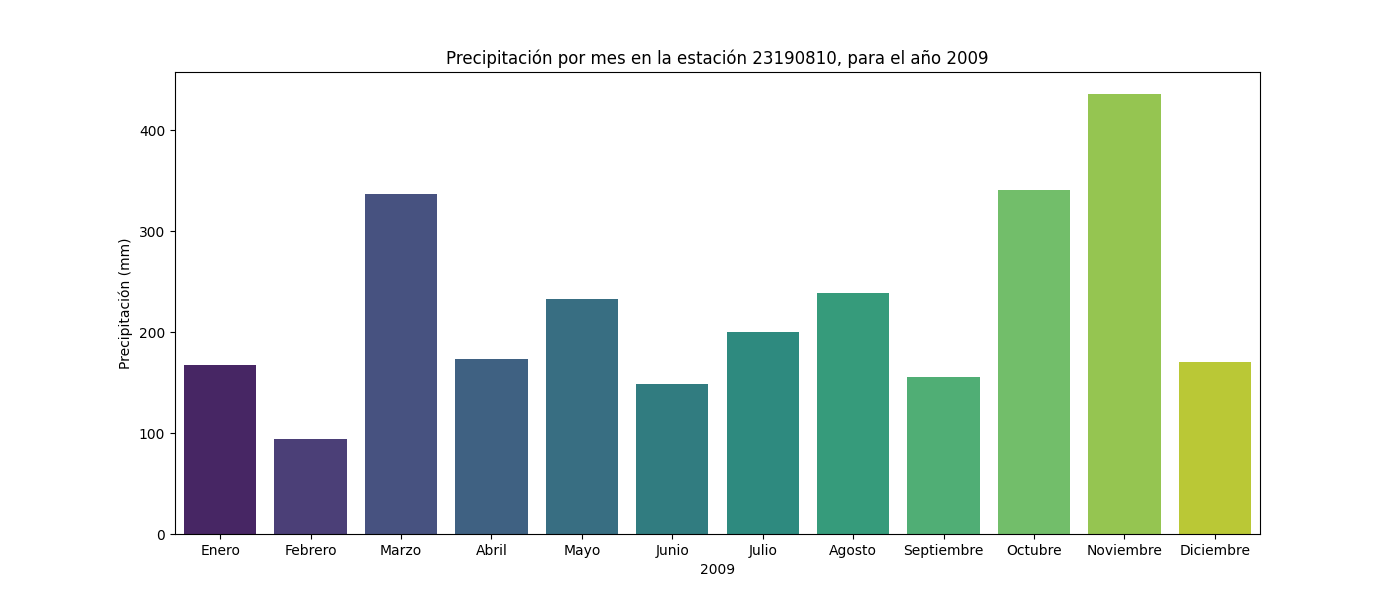 Precipitación por mes en la estación 23190810, para el año 2009
Precipitación (mm)
400
300
200
100
0
Enero Febrero Marzo Abril Mayo Junio Julio Agosto Septiembre Octubre Noviembre Diciembre
2009